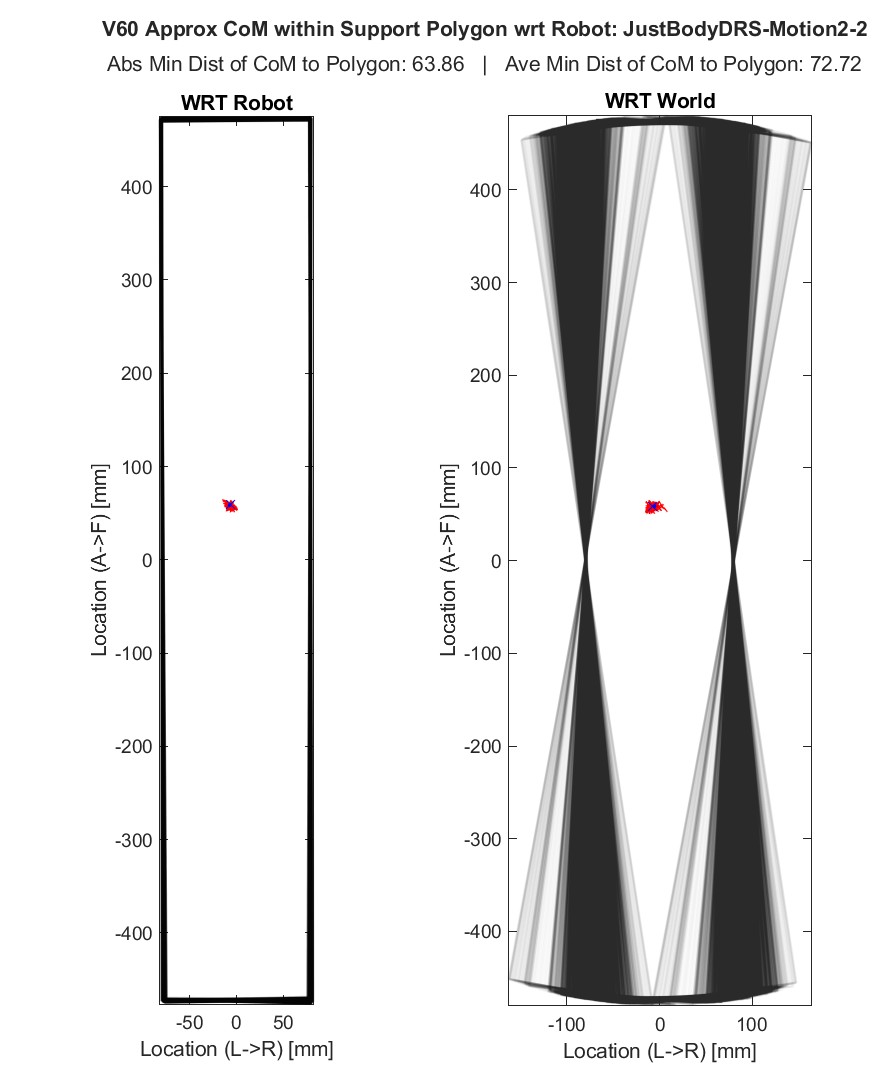 V60 Approx CoM within Support Polygon wrt Robot: JustBodyDRS-Motion2-2
Abs Min Dist of CoM to Polygon: 63.86 | Ave Min Dist of CoM to Polygon: 72.72
WRT Robot
Location (A->F) [mm]
400
300
200
100
0
-100
-200
-300
-400
-50 0 50
Location (L->R) [mm]
WRT World
Location (A->F) [mm]
400
300
200
100
0
-100
-200
-300
-400
-100 0 100
Location (L->R) [mm]